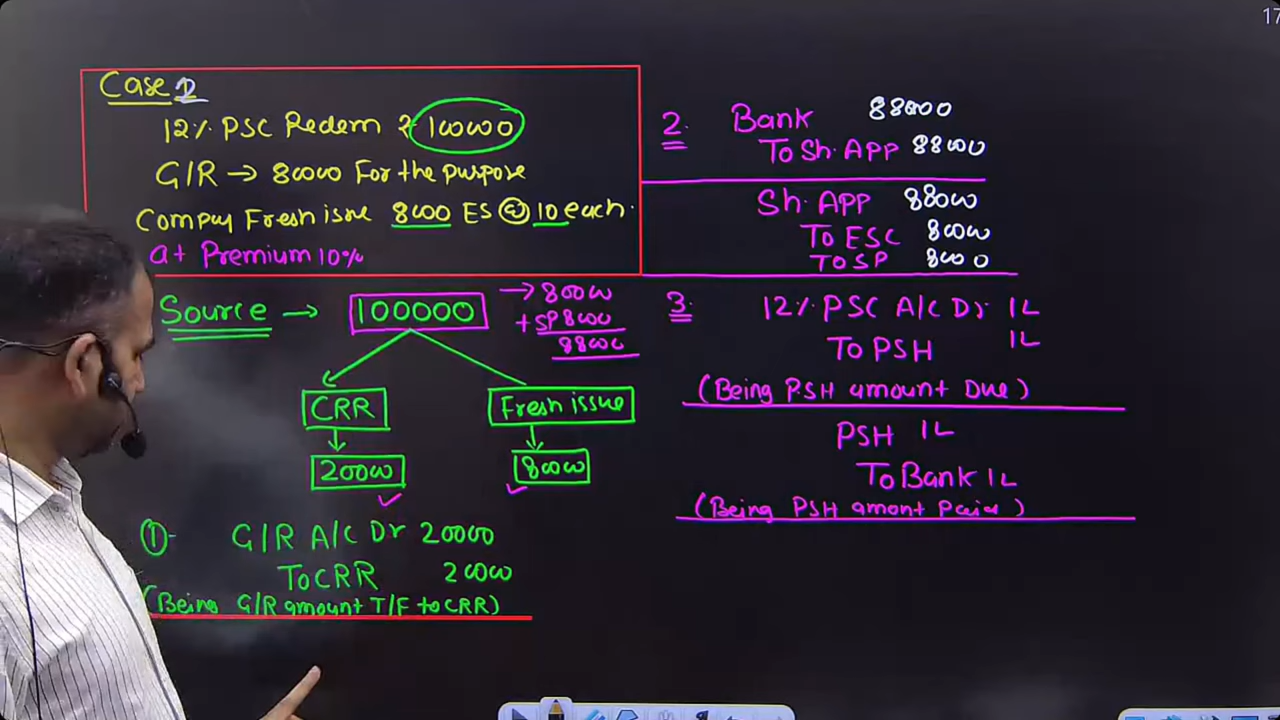 17
Case 2
12% PSC Redem ₹ 100000
G/R → 80000 For the purpose
Compay Fresh issue 8000 ES @ 10 each.
at Premium 10%
Source → 100000
→ 80000
+SP 8000
88000
CRR
Fresh issue
20000
80000
① G/R A/C Dr 20000
To CRR 20000
(Being G/R amount T/F to CRR)
2. Bank 88000
To Sh. APP 88000
Sh. APP 88000
To ESC 80000
To SP 8000
3. 12% PSC A/C Dr 1L
To PSH 1L
(Being PSH amount Due)
PSH 1L
To Bank 1L
(Being PSH amont Paid)